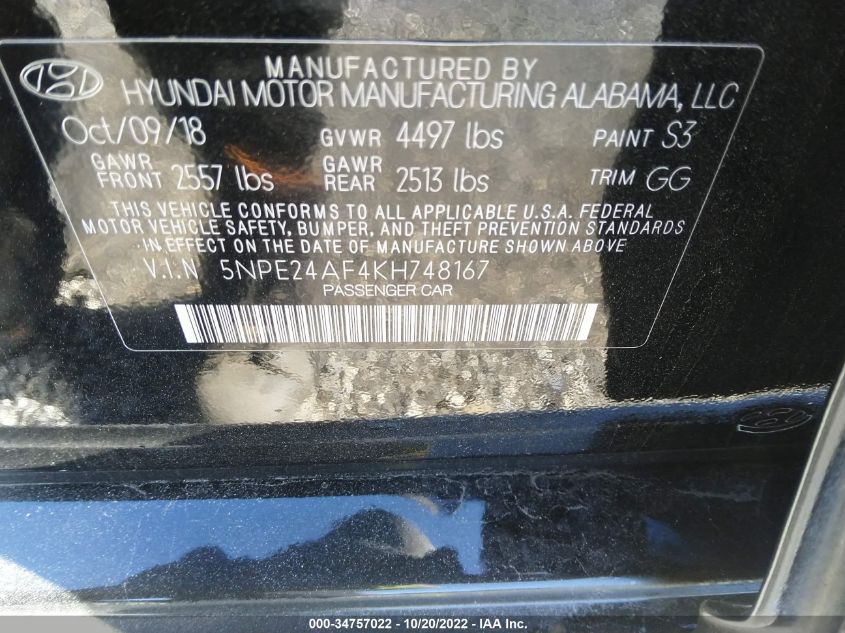 MANUFACTURED BY
HYUNDAI MOTOR MANUFACTURING ALABAMA, LLC
Oct/09/18 GVWR 4497 lbs PAINT S3
GAWR FRONT 2557 lbs GAWR REAR 2513 lbs TRIM GG
THIS VEHICLE CONFORMS TO ALL APPLICABLE U.S.A. FEDERAL
MOTOR VEHICLE SAFETY, BUMPER, AND THEFT PREVENTION STANDARDS
IN EFFECT ON THE DATE OF MANUFACTURE SHOWN ABOVE
V.I.N 5NPE24AF4KH748167
PASSENGER CAR
000-34757022 - 10/20/2022 - IAA Inc.